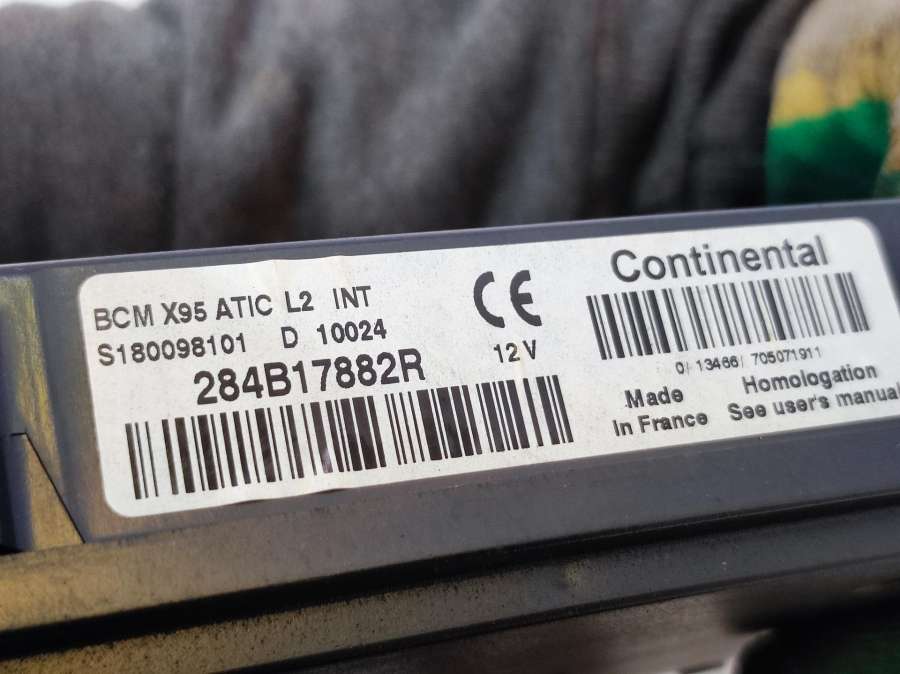 BCM X95 ATIC L2 INT
S180098101 D 10024
284B17882R
CE
12 V
Continental
0/ 13466/ 705071911
Made
In France
Homologation
See user's manual